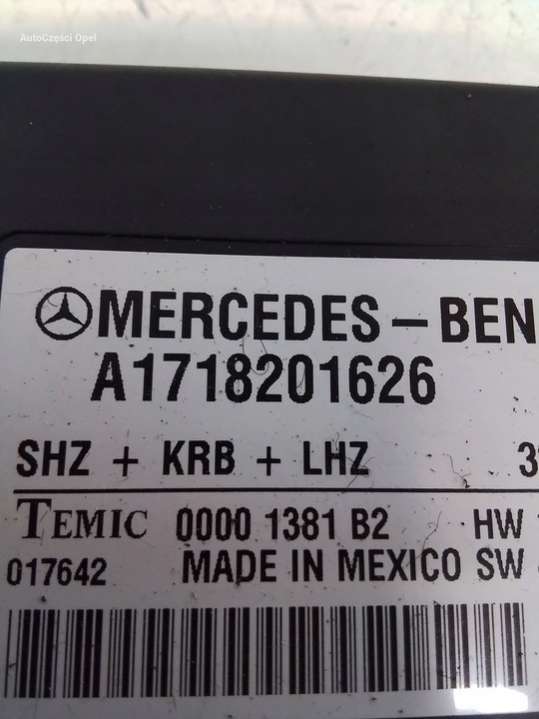 AutoCzęści Opel
MERCEDES-BEN
A1718201626
SHZ + KRB + LHZ
TEMIC 0000 1381 B2 HW
017642 MADE IN MEXICO SW